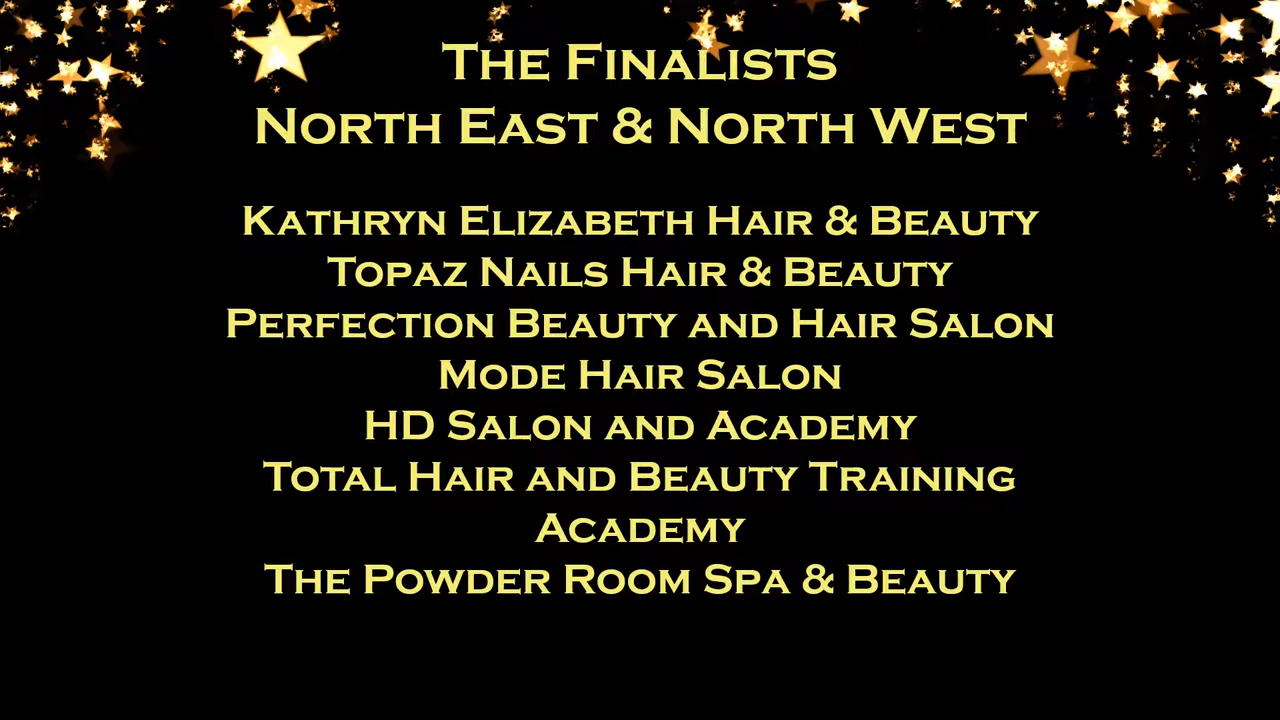 The Finalists
North East & North West
Kathryn Elizabeth Hair & Beauty
Topaz Nails Hair & Beauty
Perfection Beauty and Hair Salon
Mode Hair Salon
HD Salon and Academy
Total Hair and Beauty Training
Academy
The Powder Room Spa & Beauty